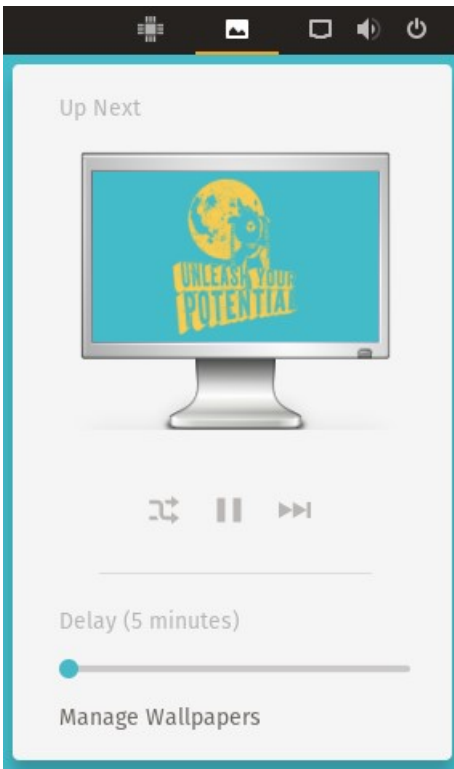 Up Next
UNLEASH YOUR
POTENTIAL
Delay (5 minutes)
Manage Wallpapers